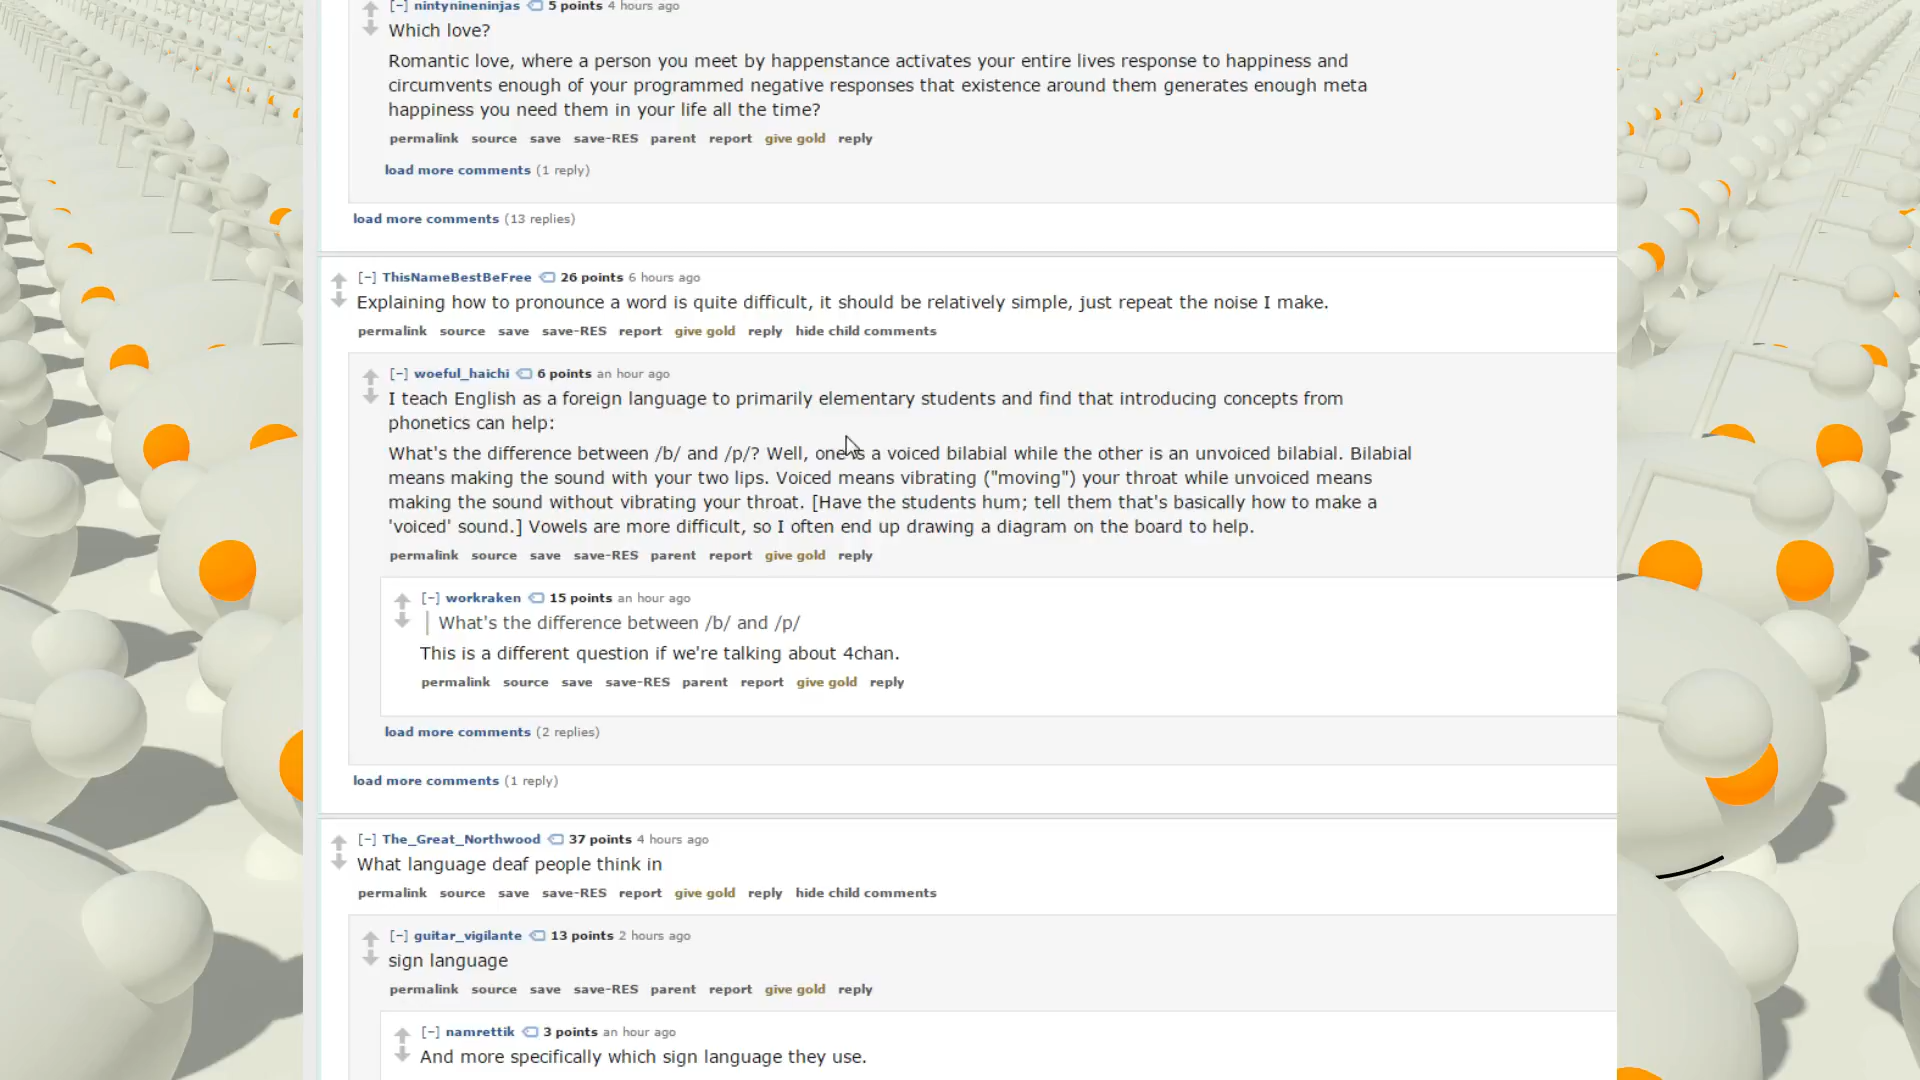 [–] nintynineninjas 5 points 4 hours ago
Which love?
Romantic love, where a person you meet by happenstance activates your entire lives response to happiness and
circumvents enough of your programmed negative responses that existence around them generates enough meta
happiness you need them in your life all the time?
permalink source save save-RES parent report give gold reply
load more comments (1 reply)
load more comments (13 replies)
[–] ThisNameBestBeFree 26 points 6 hours ago
Explaining how to pronounce a word is quite difficult, it should be relatively simple, just repeat the noise I make.
permalink source save save-RES report give gold reply hide child comments
[–] woeful_haichi 6 points an hour ago
I teach English as a foreign language to primarily elementary students and find that introducing concepts from
phonetics can help:
What's the difference between /b/ and /p/? Well, one is a voiced bilabial while the other is an unvoiced bilabial. Bilabial
means making the sound with your two lips. Voiced means vibrating ("moving") your throat while unvoiced means
making the sound without vibrating your throat. [Have the students hum; tell them that's basically how to make a
'voiced' sound.] Vowels are more difficult, so I often end up drawing a diagram on the board to help.
permalink source save save-RES parent report give gold reply
[–] workraken 15 points an hour ago
What's the difference between /b/ and /p/
This is a different question if we're talking about 4chan.
permalink source save save-RES parent report give gold reply
load more comments (2 replies)
load more comments (1 reply)
[–] The_Great_Northwood 37 points 4 hours ago
What language deaf people think in
permalink source save save-RES report give gold reply hide child comments
[–] guitar_vigilante 13 points 2 hours ago
sign language
permalink source save save-RES parent report give gold reply
[–] namrettik 3 points an hour ago
And more specifically which sign language they use.